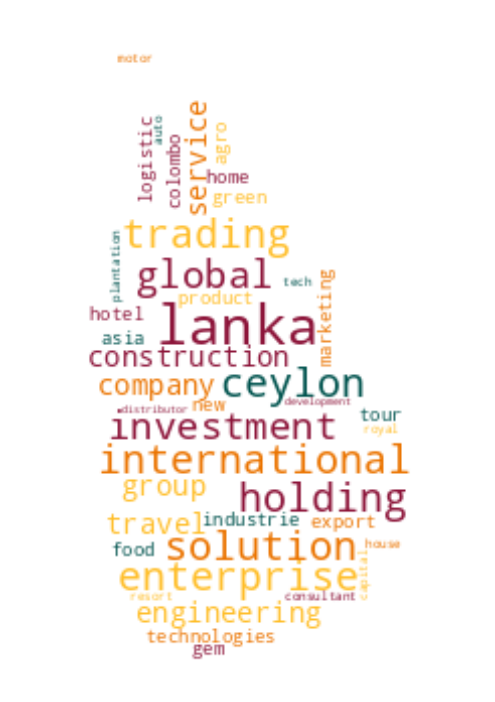 motor
logistic
auto
colombo
service
agro
home
green
trading
plantation
global
tech
product
marketing
hotel
lanka
asia
construction
company
ceylon
development
new
distributor
tour
investment
royal
international
group
holding
travel
industrie
export
food
solution
house
enterprise
capital
resort
consultant
engineering
technologies
gem